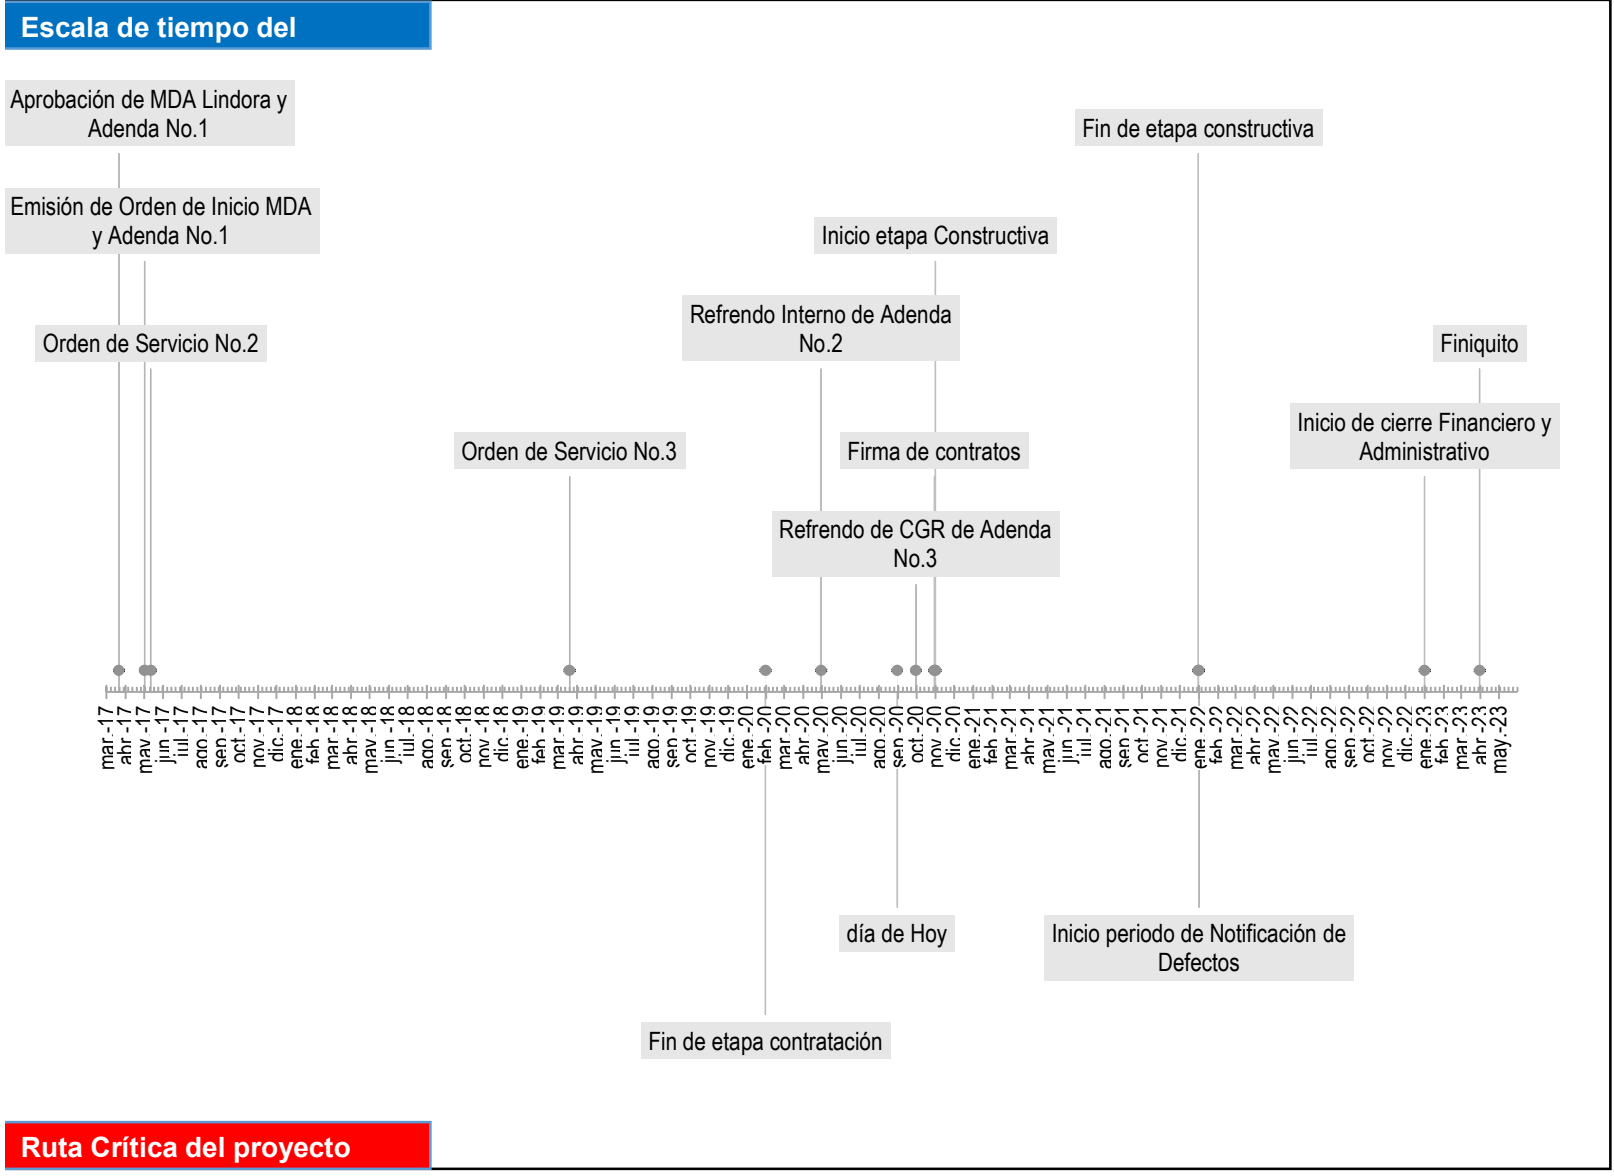 Escala de tiempo del
Aprobación de MDA Lindora y
Adenda No.1
Fin de etapa constructiva
Emisión de Orden de Inicio MDA
y Adenda No.1
Inicio etapa Constructiva
Refrendo Interno de Adenda
No.2
Orden de Servicio No.2
Finiquito
Inicio de cierre Financiero y
Administrativo
Orden de Servicio No.3
Firma de contratos
Refrendo de CGR de Adenda
No.3
mar.-17
abr.-17
may.-17
jun.-17
jul.-17
ago.-17
sep.-17
oct.-17
nov.-17
dic.-17
ene.-18
feb.-18
mar.-18
abr.-18
may.-18
jun.-18
jul.-18
ago.-18
sep.-18
oct.-18
nov.-18
dic.-18
ene.-19
feb.-19
mar.-19
abr.-19
may.-19
jun.-19
jul.-19
ago.-19
sep.-19
oct.-19
nov.-19
dic.-19
ene.-20
feb.-20
mar.-20
abr.-20
may.-20
jun.-20
jul.-20
ago.-20
sep.-20
oct.-20
nov.-20
dic.-20
ene.-21
feb.-21
mar.-21
abr.-21
may.-21
jun.-21
jul.-21
ago.-21
sep.-21
oct.-21
nov.-21
dic.-21
ene.-22
feb.-22
mar.-22
abr.-22
may.-22
jun.-22
jul.-22
ago.-22
sep.-22
oct.-22
nov.-22
dic.-22
ene.-23
feb.-23
mar.-23
abr.-23
may.-23
día de Hoy
Inicio periodo de Notificación de
Defectos
Fin de etapa contratación
Ruta Crítica del proyecto